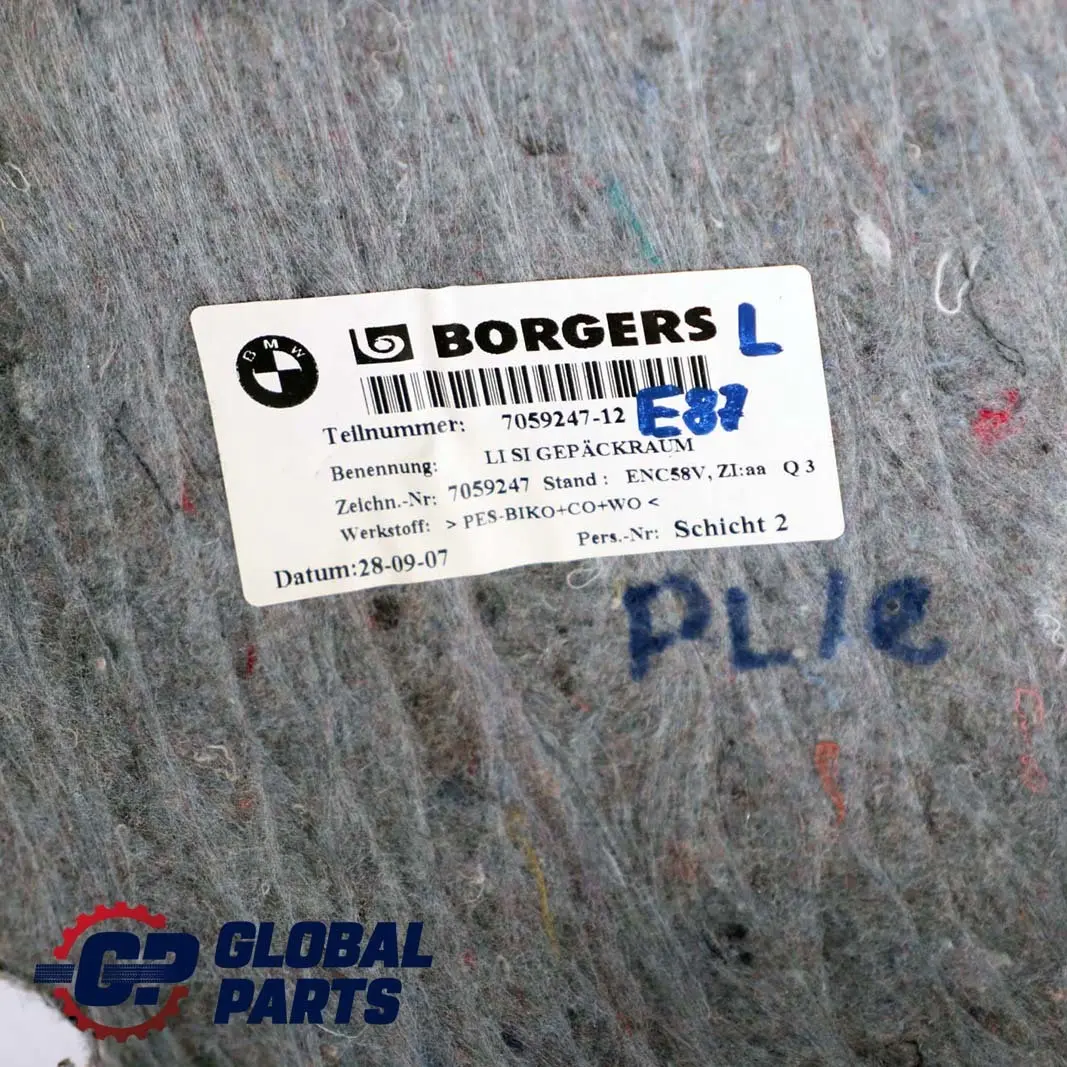 BMW BORGERS L
Teilnummer: 7059247-12 E87
Benennung: LI SI GEPÄCKRAUM
Zeichn.-Nr: 7059247 Stand: ENC58V, ZI:aa Q 3
Werkstoff: > PES-BIKO+CO+WO <
Pers.-Nr: Schicht 2
Datum:28-09-07
PL/e
GP GLOBAL
PARTS